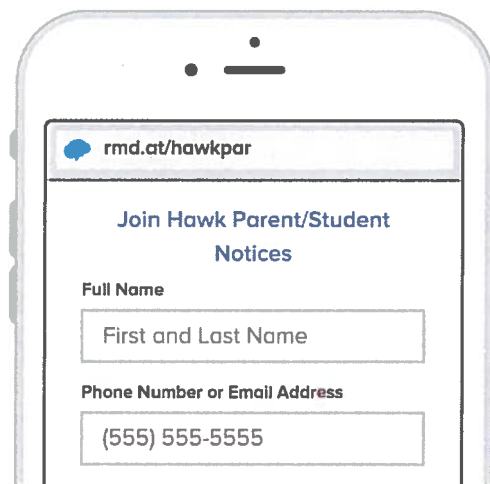 rmd.at/hawkpar
Join Hawk Parent/Student
Notices
Full Name
First and Last Name
Phone Number or Email Address
(555) 555-5555